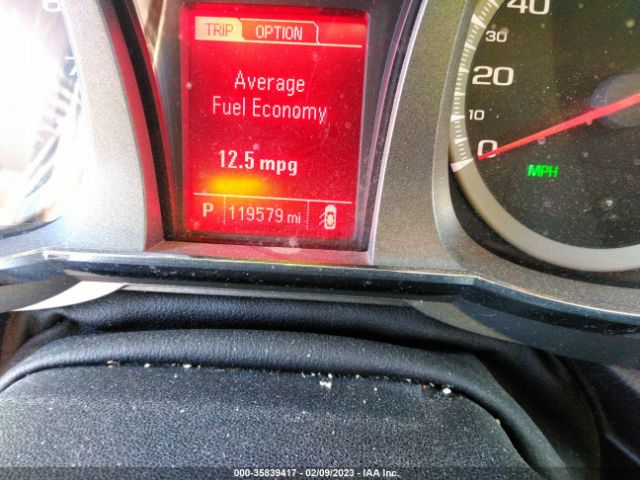 6
TRIP OPTION
Average
Fuel Economy
12.5 mpg
P 119579 mi
40
30
20
10
0
MPH
000-35839417 - 02/09/2023 - IAA Inc.